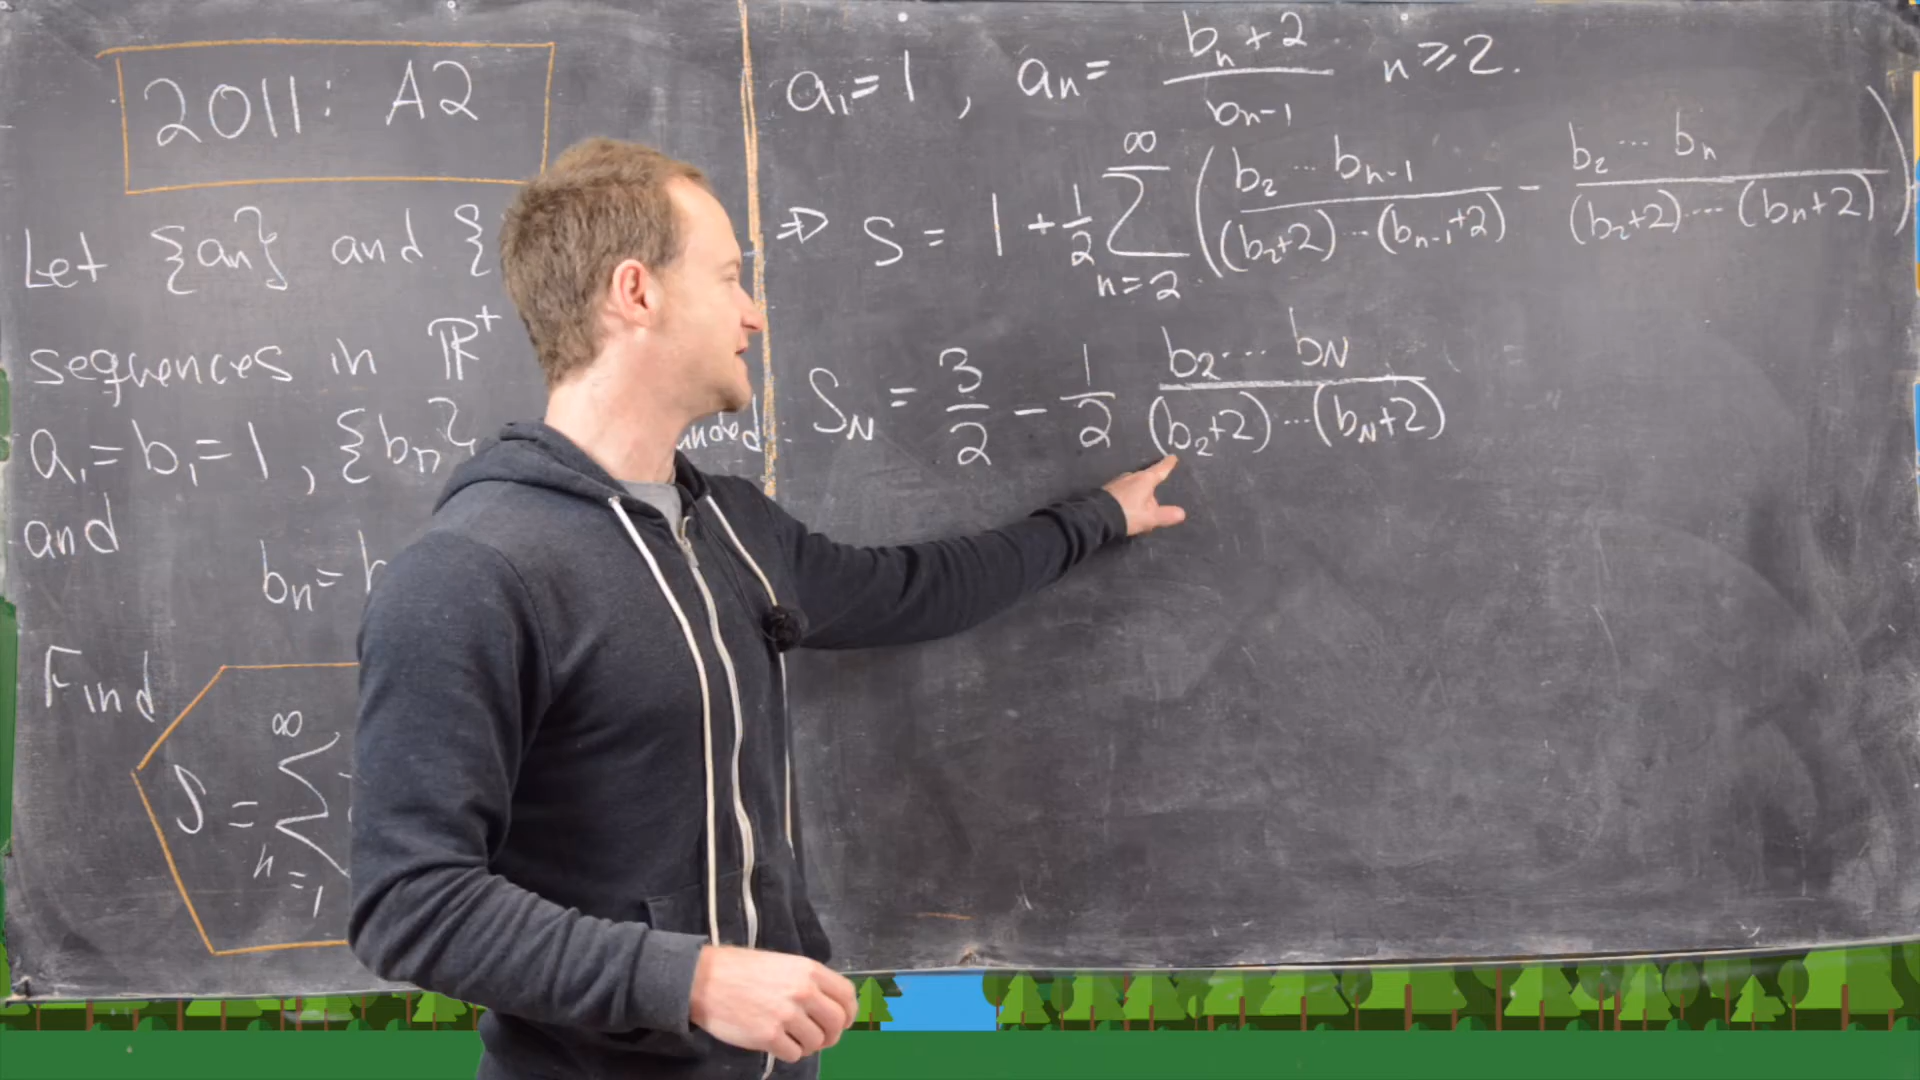 2011: A2
Let {an} and {
sequences in ℝ⁺
a₁=b₁=1, {bn}
and
bn=
Find
S = ∞ Σ n=1
a₁=1, an = (bn+2)/(bn-1) n≥2.
⇒ S = 1 + 1/2 ∞ Σ n=2 ( (b₂ ··· bn-1)/((b₂+2)···(bn-1+2)) - (b₂ ··· bn)/((b₂+2)····(bn+2)) )
SN = 3/2 - 1/2 (b₂··· bN)/((b₂+2)···(bN+2))